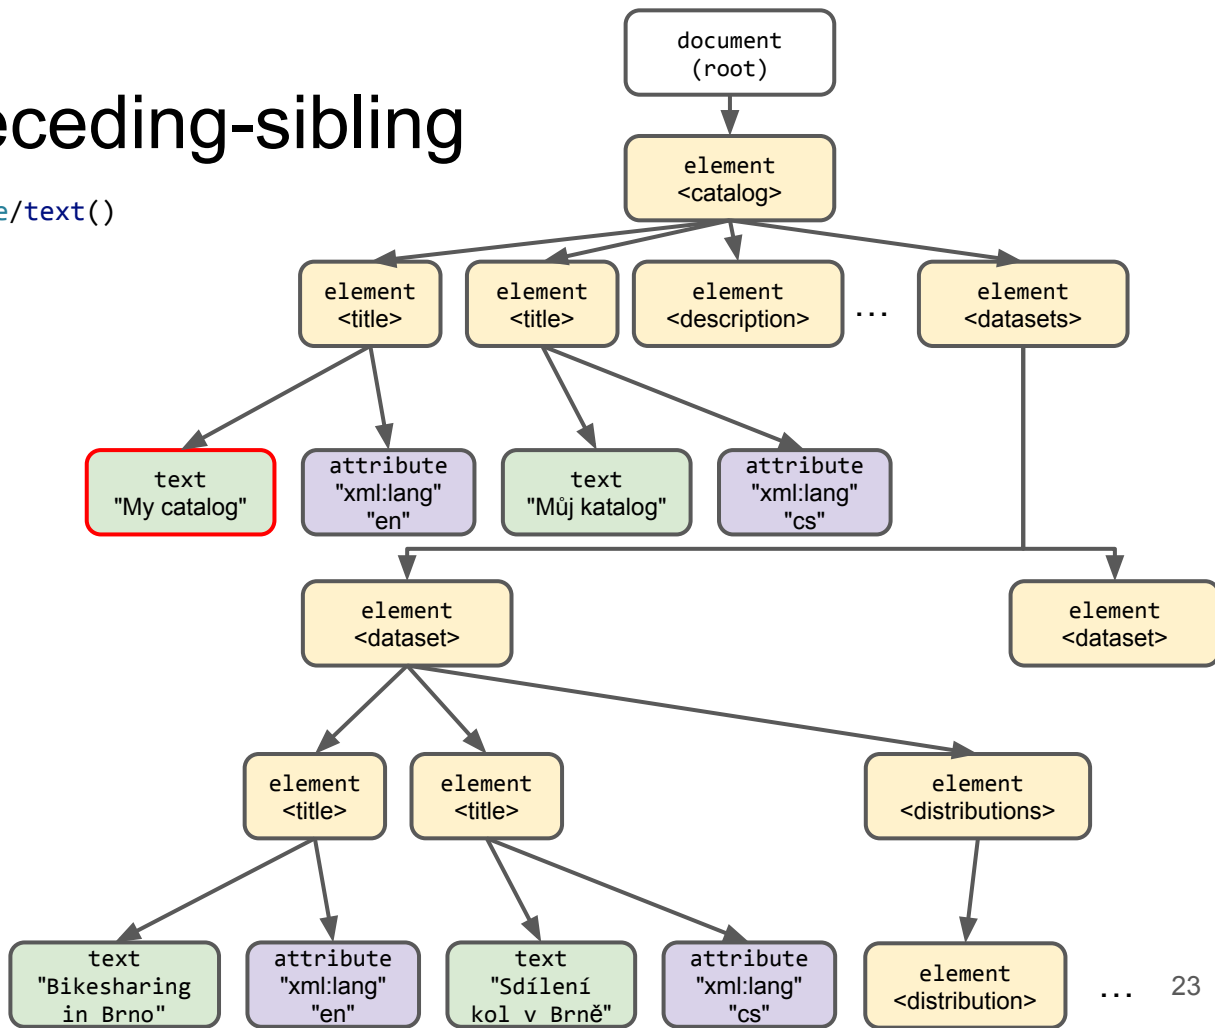 document
(root)
eceding-sibling
element
<catalog>
e/text()
element
<title>
element
<title>
element
<description>
...
element
<datasets>
text
"My catalog"
attribute
"xml:lang"
"en"
text
"Můj katalog"
attribute
"xml:lang"
"cs"
element
<dataset>
element
<dataset>
element
<title>
element
<title>
element
<distributions>
text
"Bikesharing
in Brno"
attribute
"xml:lang"
"en"
text
"Sdílení
kol v Brně"
attribute
"xml:lang"
"cs"
element
<distribution>
...
23